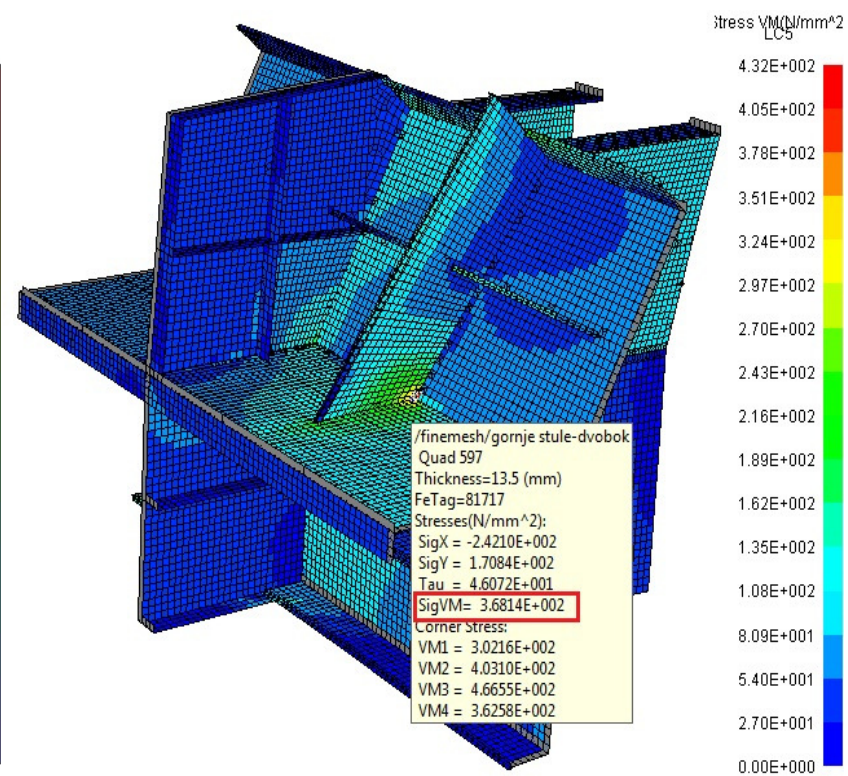 Stress VM(N/mm^2
LC5
4.32E+002
4.05E+002
3.78E+002
3.51E+002
3.24E+002
2.97E+002
2.70E+002
2.43E+002
2.16E+002
1.89E+002
1.62E+002
1.35E+002
1.08E+002
8.09E+001
5.40E+001
2.70E+001
0.00E+000
/finemesh/gornje stule-dvobok
Quad 597
Thickness=13.5 (mm)
FeTag=81717
Stresses(N/mm^2):
SigX = -2.4210E+002
SigY = 1.7084E+002
Tau = 4.6072E+001
SigVM= 3.6814E+002
Corner Stress:
VM1 = 3.0216E+002
VM2 = 4.0310E+002
VM3 = 4.6655E+002
VM4 = 3.6258E+002